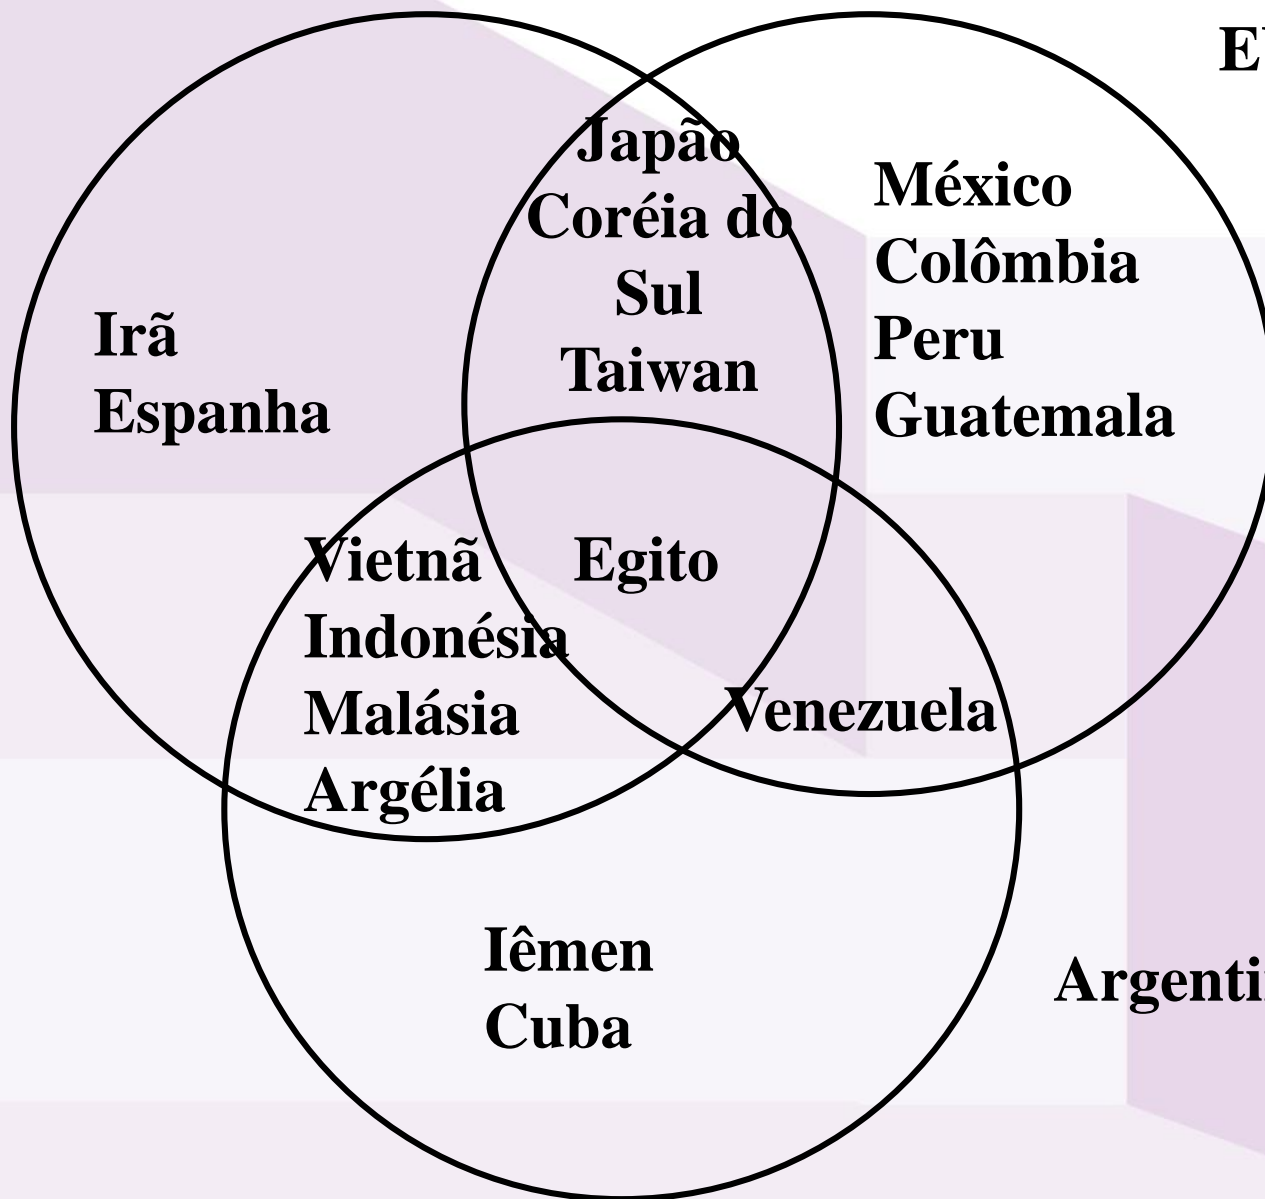 Japão
Coréia do
Sul
Taiwan
México
Colômbia
Peru
Guatemala
Irã
Espanha
Vietnã
Indonésia
Malásia
Argélia
Egito
Venezuela
Iêmen
Cuba